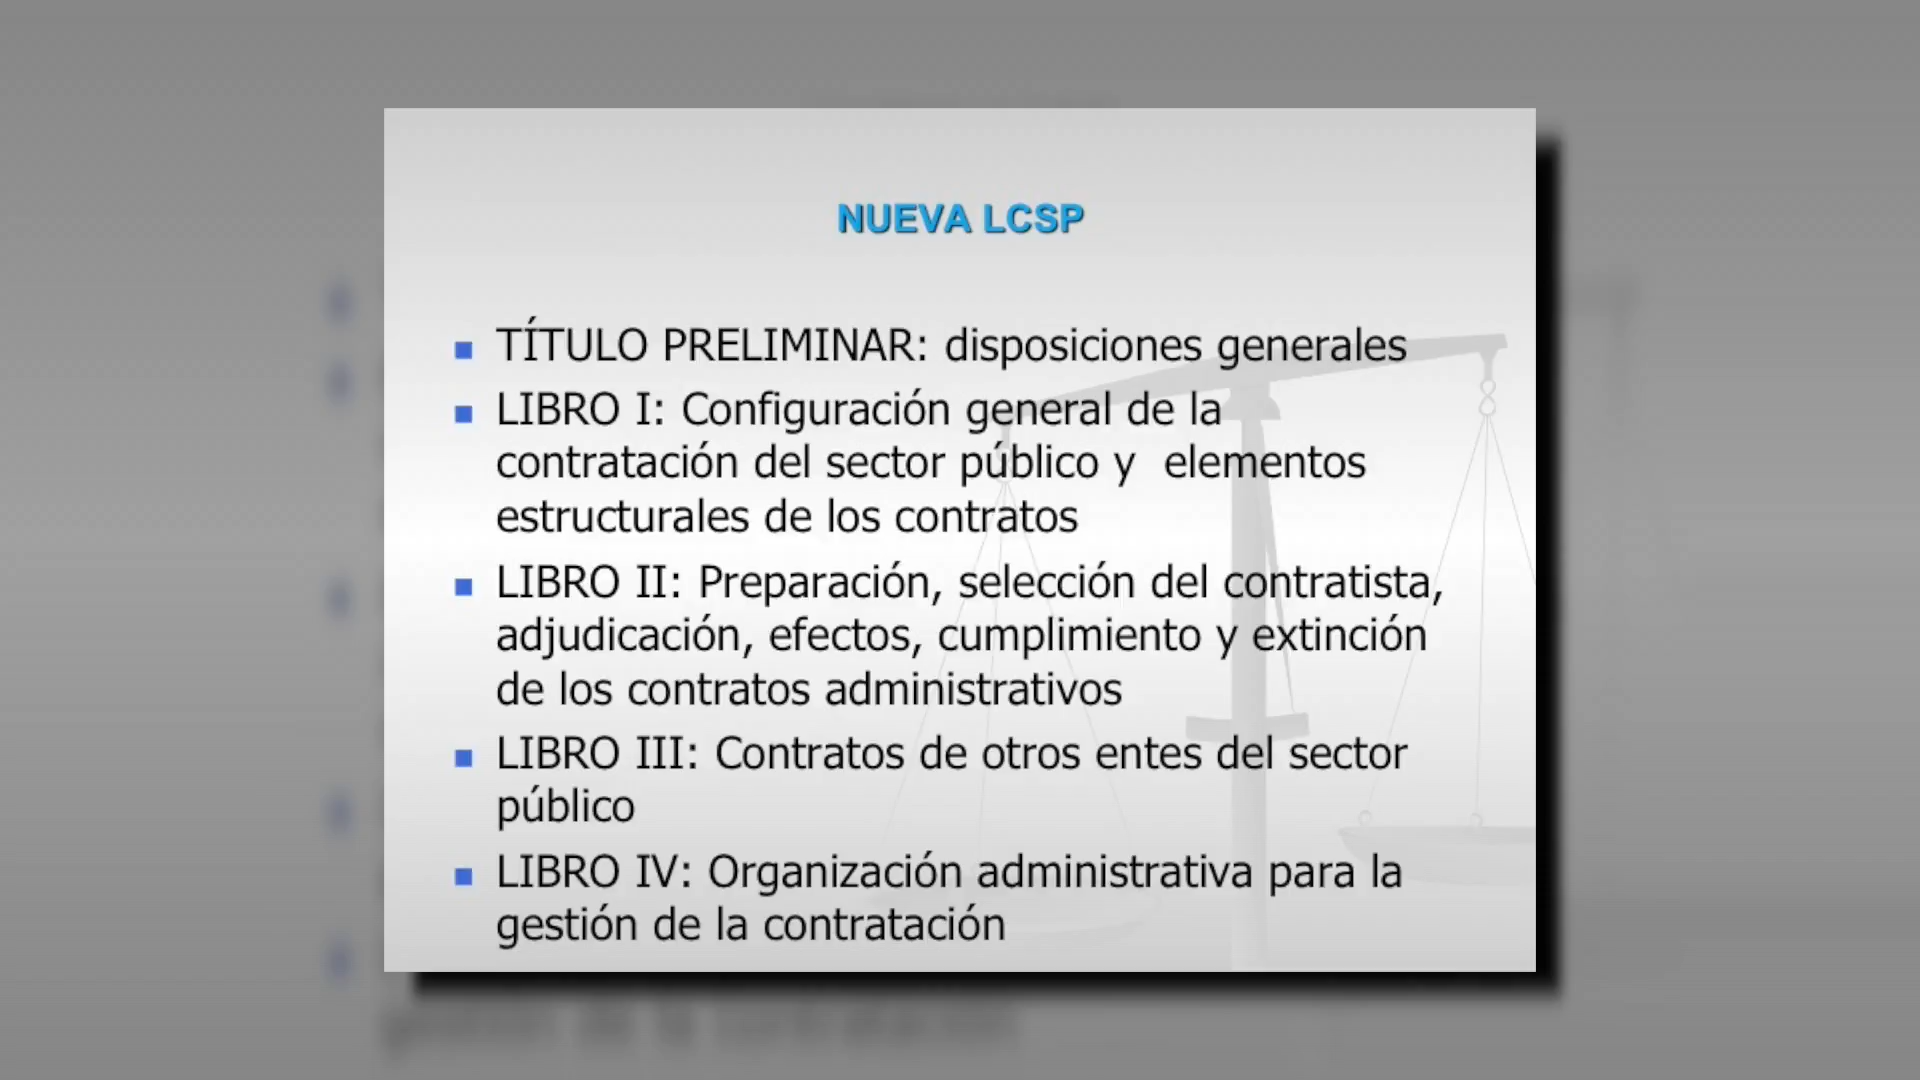 NUEVA LCSP
TÍTULO PRELIMINAR: disposiciones generales
LIBRO I: Configuración general de la
contratación del sector público y elementos
estructurales de los contratos
LIBRO II: Preparación, selección del contratista,
adjudicación, efectos, cumplimiento y extinción
de los contratos administrativos
LIBRO III: Contratos de otros entes del sector
público
LIBRO IV: Organización administrativa para la
gestión de la contratación